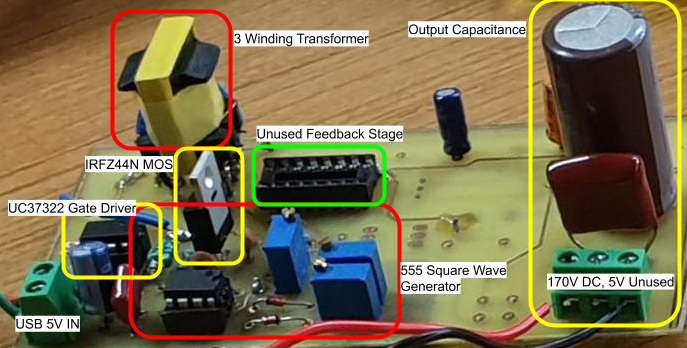 3 Winding Transformer
Output Capacitance
Unused Feedback Stage
IRFZ44N MOS
UC37322 Gate Driver
555 Square Wave
Generator
170V DC, 5V Unused
USB 5V IN